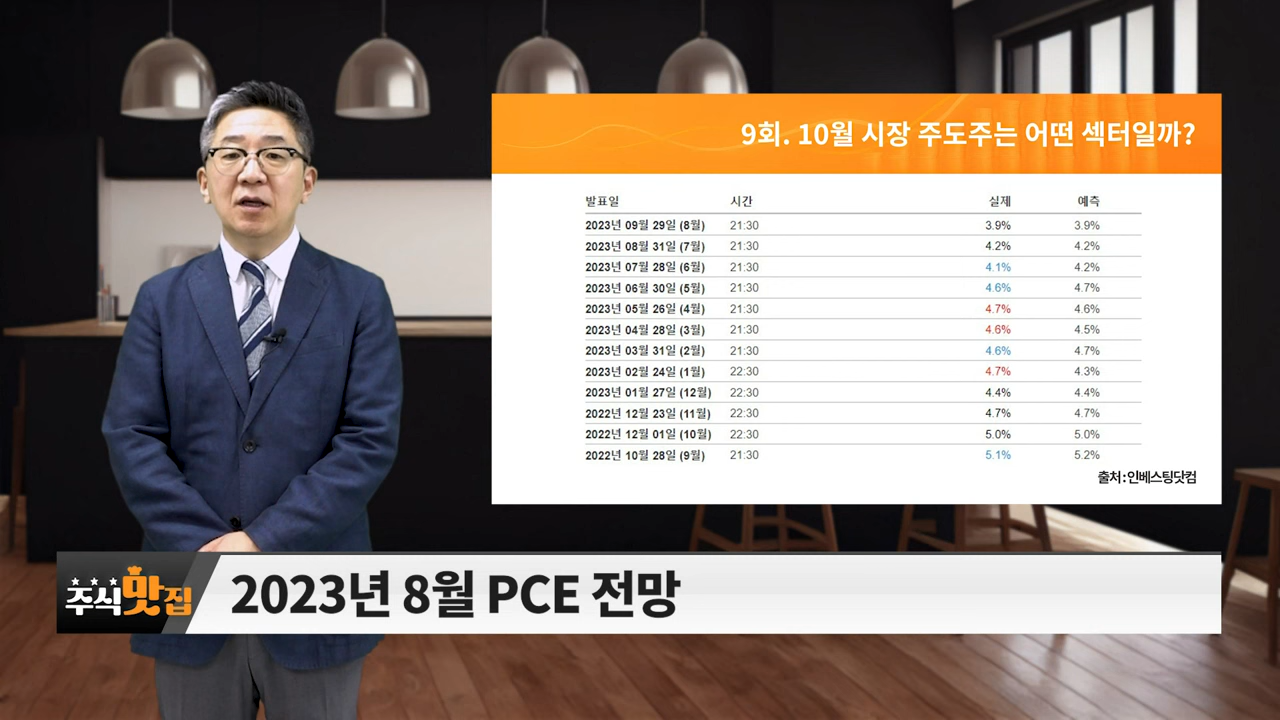 9회. 10월 시장 주도주는 어떤 섹터일까?
발표일 시간 실제 예측
2023년 09월 29일 (8월) 21:30 3.9% 3.9%
2023년 08월 31일 (7월) 21:30 4.2% 4.2%
2023년 07월 28일 (6월) 21:30 4.1% 4.2%
2023년 06월 30일 (5월) 21:30 4.6% 4.7%
2023년 05월 26일 (4월) 21:30 4.7% 4.6%
2023년 04월 28일 (3월) 21:30 4.6% 4.5%
2023년 03월 31일 (2월) 21:30 4.6% 4.7%
2023년 02월 24일 (1월) 22:30 4.7% 4.3%
2023년 01월 27일 (12월) 22:30 4.4% 4.4%
2022년 12월 23일 (11월) 22:30 4.7% 4.7%
2022년 12월 01일 (10월) 22:30 5.0% 5.0%
2022년 10월 28일 (9월) 21:30 5.1% 5.2%
출처:인베스팅닷컴
주식맛집
2023년 8월 PCE 전망